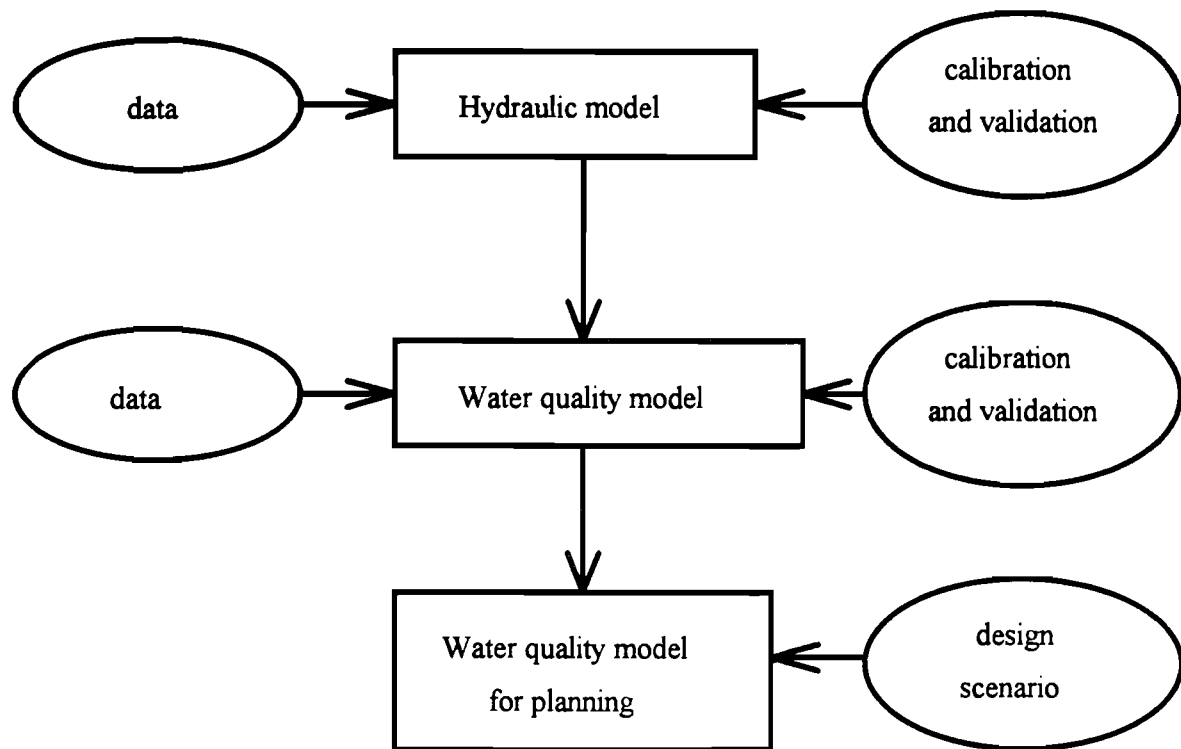 data
Hydraulic model
calibration
and validation
data
Water quality model
calibration
and validation
Water quality model
for planning
design
scenario